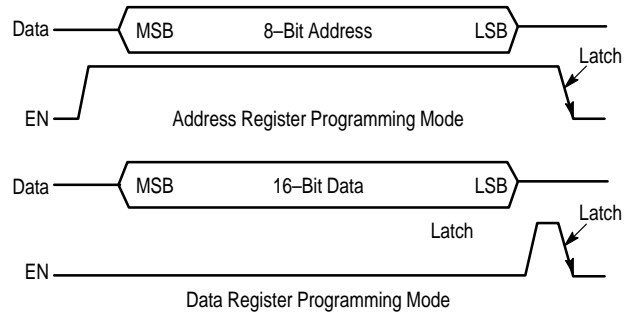 Data MSB 8–Bit Address LSB
Latch
EN Address Register Programming Mode
Data MSB 16–Bit Data LSB
Latch Latch
EN
Data Register Programming Mode